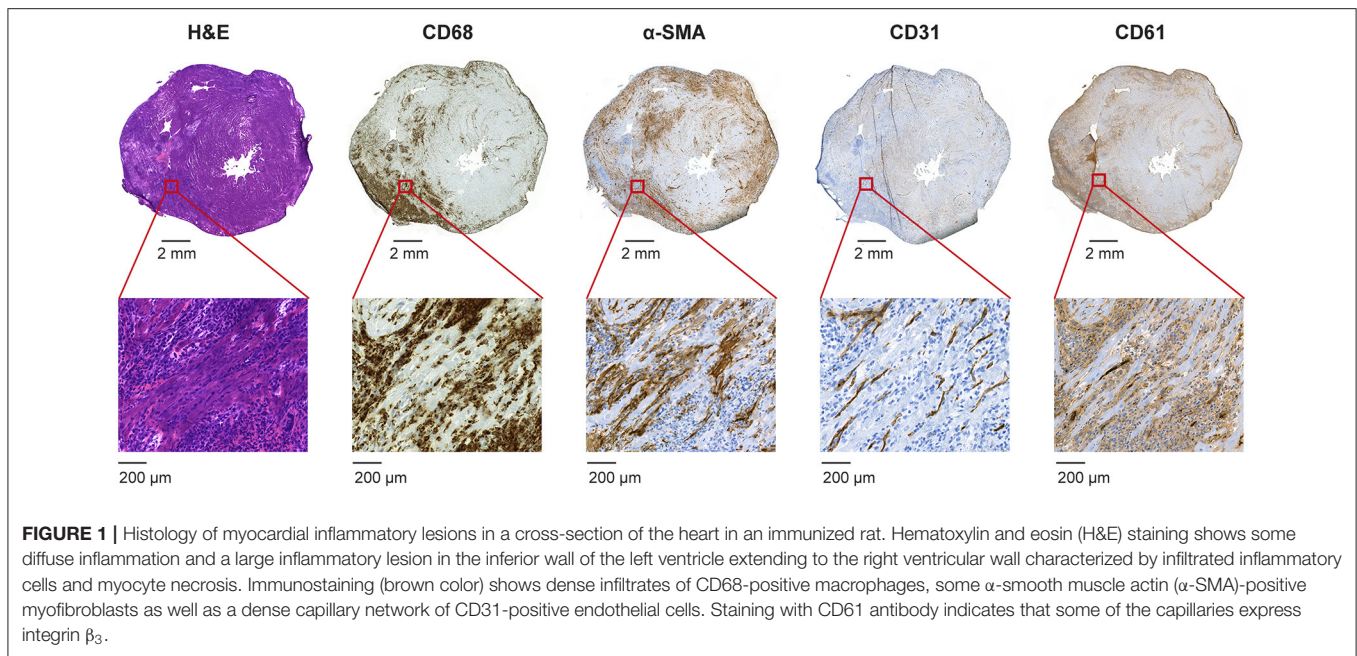 H&E CD68 α-SMA CD31 CD61
2 mm 2 mm 2 mm 2 mm 2 mm
200 µm 200 µm 200 µm 200 µm 200 µm
FIGURE 1 | Histology of myocardial inflammatory lesions in a cross-section of the heart in an immunized rat. Hematoxylin and eosin (H&E) staining shows some
diffuse inflammation and a large inflammatory lesion in the inferior wall of the left ventricle extending to the right ventricular wall characterized by infiltrated inflammatory
cells and myocyte necrosis. Immunostaining (brown color) shows dense infiltrates of CD68-positive macrophages, some α-smooth muscle actin (α-SMA)-positive
myofibroblasts as well as a dense capillary network of CD31-positive endothelial cells. Staining with CD61 antibody indicates that some of the capillaries express
integrin β₃.